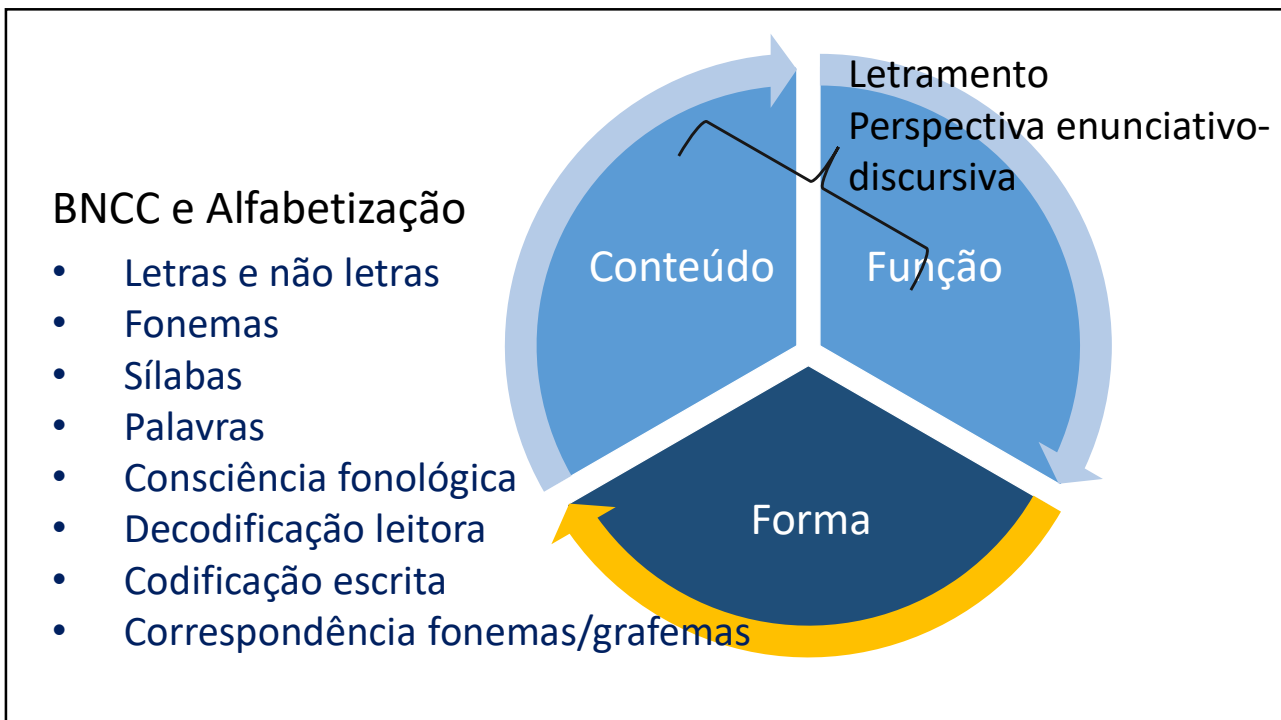 BNCC e Alfabetização
• Letras e não letras
• Fonemas
• Sílabas
• Palavras
• Consciência fonológica
• Decodificação leitora
• Codificação escrita
• Correspondência fonemas/grafemas
Letramento
Perspectiva enunciativo-
discursiva
Conteúdo
Função
Forma